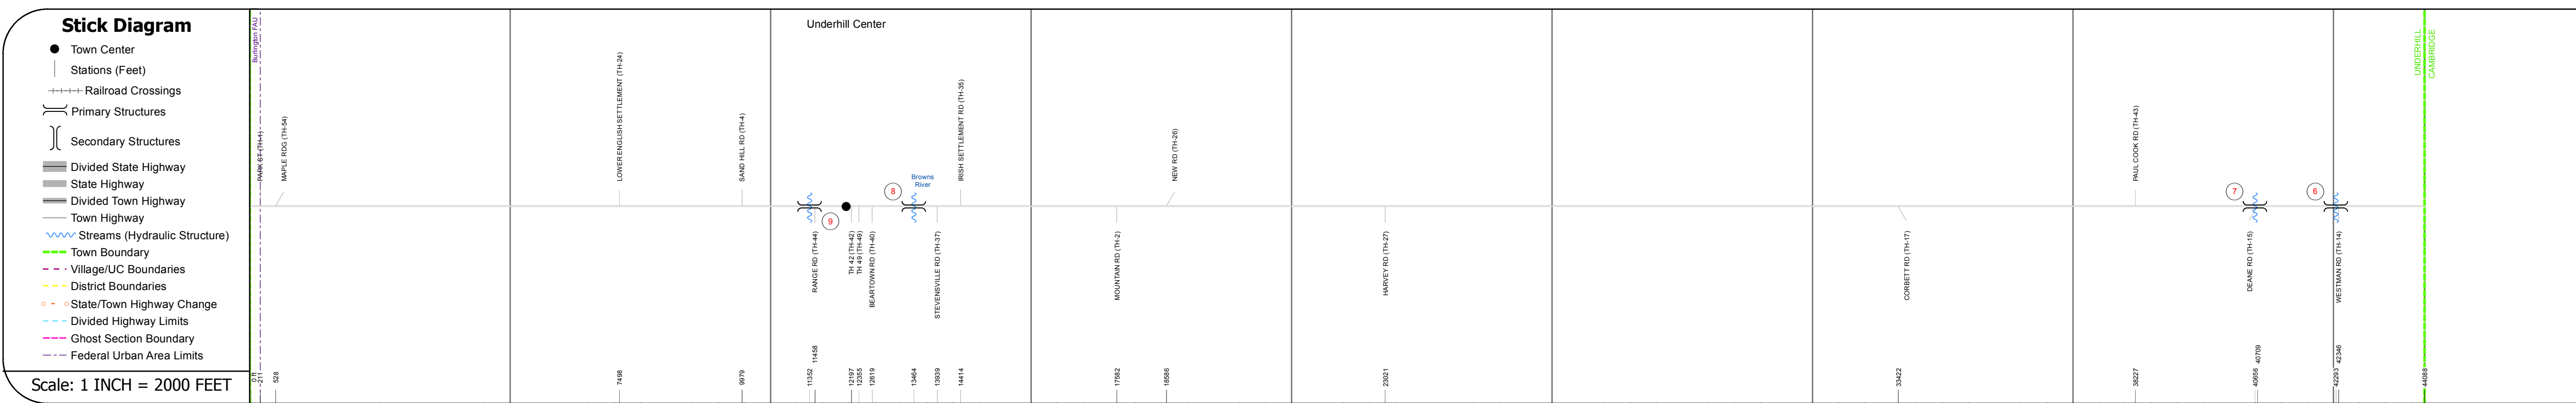 Stick Diagram
Town Center
Stations (Feet)
Railroad Crossings
Primary Structures
Secondary Structures
Divided State Highway
State Highway
Divided Town Highway
Town Highway
Streams (Hydraulic Structure)
Town Boundary
Village/UC Boundaries
District Boundaries
State/Town Highway Change
Divided Highway Limits
Ghost Section Boundary
Federal Urban Area Limits
Scale: 1 INCH = 2000 FEET
Burlington FAU
Underhill Center
UNDERHILL
CAMBRIDGE
PARK ST (TH-1)
MAPLE RDG (TH-54)
LOWER ENGLISH SETTLEMENT (TH-24)
SAND HILL RD (TH-4)
IRISH SETTLEMENT RD (TH-35)
NEW RD (TH-26)
PAUL COOK RD (TH-43)
Browns
River
8
9
7
6
RANGE RD (TH-44)
TH 42 (TH-42)
TH 49 (TH-49)
BEARTOWN RD (TH-40)
STEVENSVILLE RD (TH-37)
MOUNTAIN RD (TH-2)
HARVEY RD (TH-27)
CORBETT RD (TH-17)
DEANE RD (TH-15)
WESTMAN RD (TH-14)
0 ft
211
528
7498
9979
11352
11458
12197
12355
12619
13464
13939
14414
17582
18586
23021
33422
38227
40656
40709
42293
42346
44088